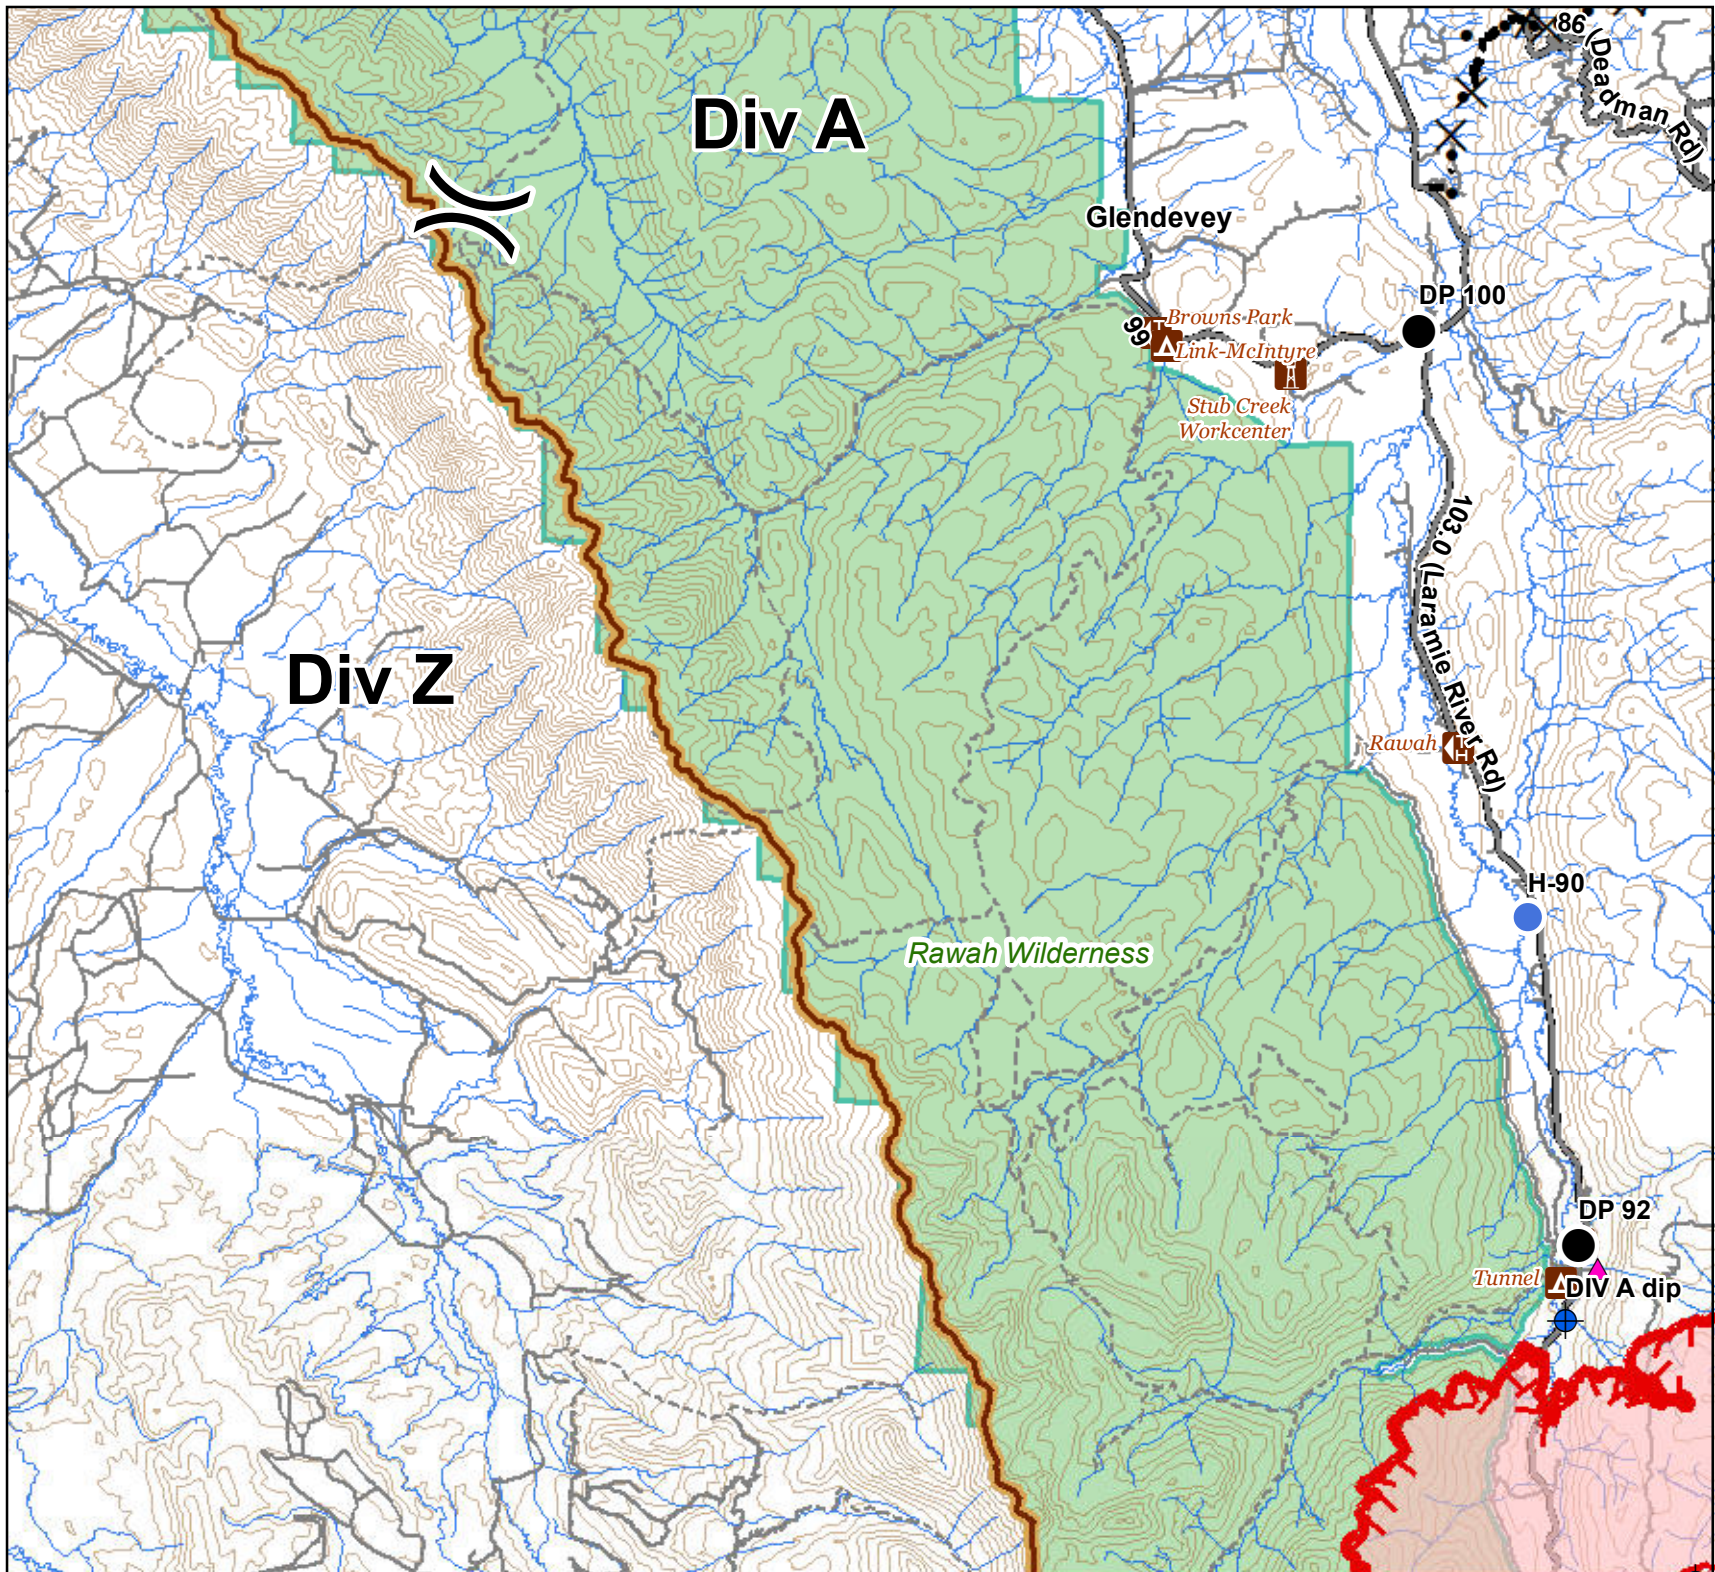 86 (Deadman Rd)
Div A
Glendevey
DP 100
99
Browns Park
Link-McIntyre
Stub Creek
Workcenter
103.0 (Laramie River Rd)
Div Z
Rawah
TH
H-90
Rawah Wilderness
DP 92
Tunnel
DIV A dip